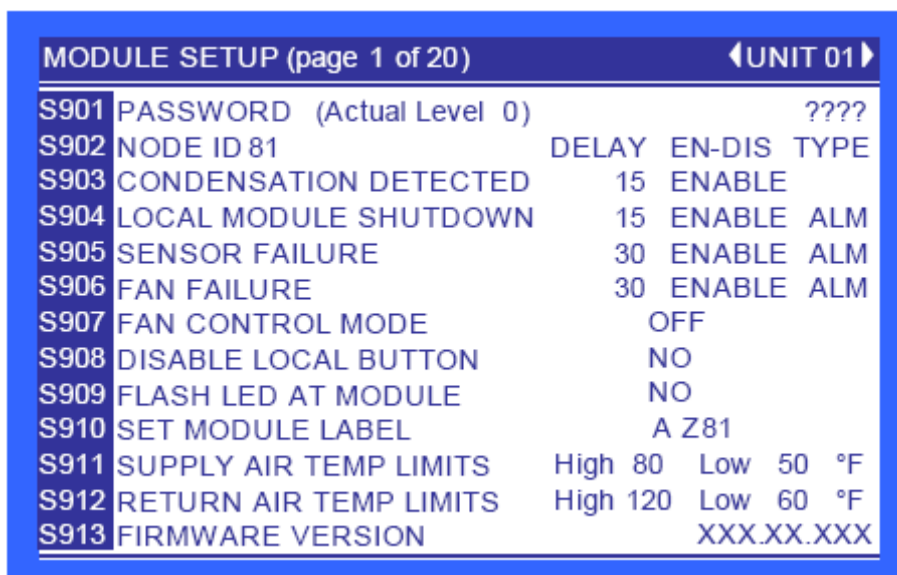 MODULE SETUP (page 1 of 20) UNIT 01
S901 PASSWORD (Actual Level 0) ????
S902 NODE ID 81 DELAY EN-DIS TYPE
S903 CONDENSATION DETECTED 15 ENABLE
S904 LOCAL MODULE SHUTDOWN 15 ENABLE ALM
S905 SENSOR FAILURE 30 ENABLE ALM
S906 FAN FAILURE 30 ENABLE ALM
S907 FAN CONTROL MODE OFF
S908 DISABLE LOCAL BUTTON NO
S909 FLASH LED AT MODULE NO
S910 SET MODULE LABEL A Z81
S911 SUPPLY AIR TEMP LIMITS High 80 Low 50 °F
S912 RETURN AIR TEMP LIMITS High 120 Low 60 °F
S913 FIRMWARE VERSION XXX.XX.XXX